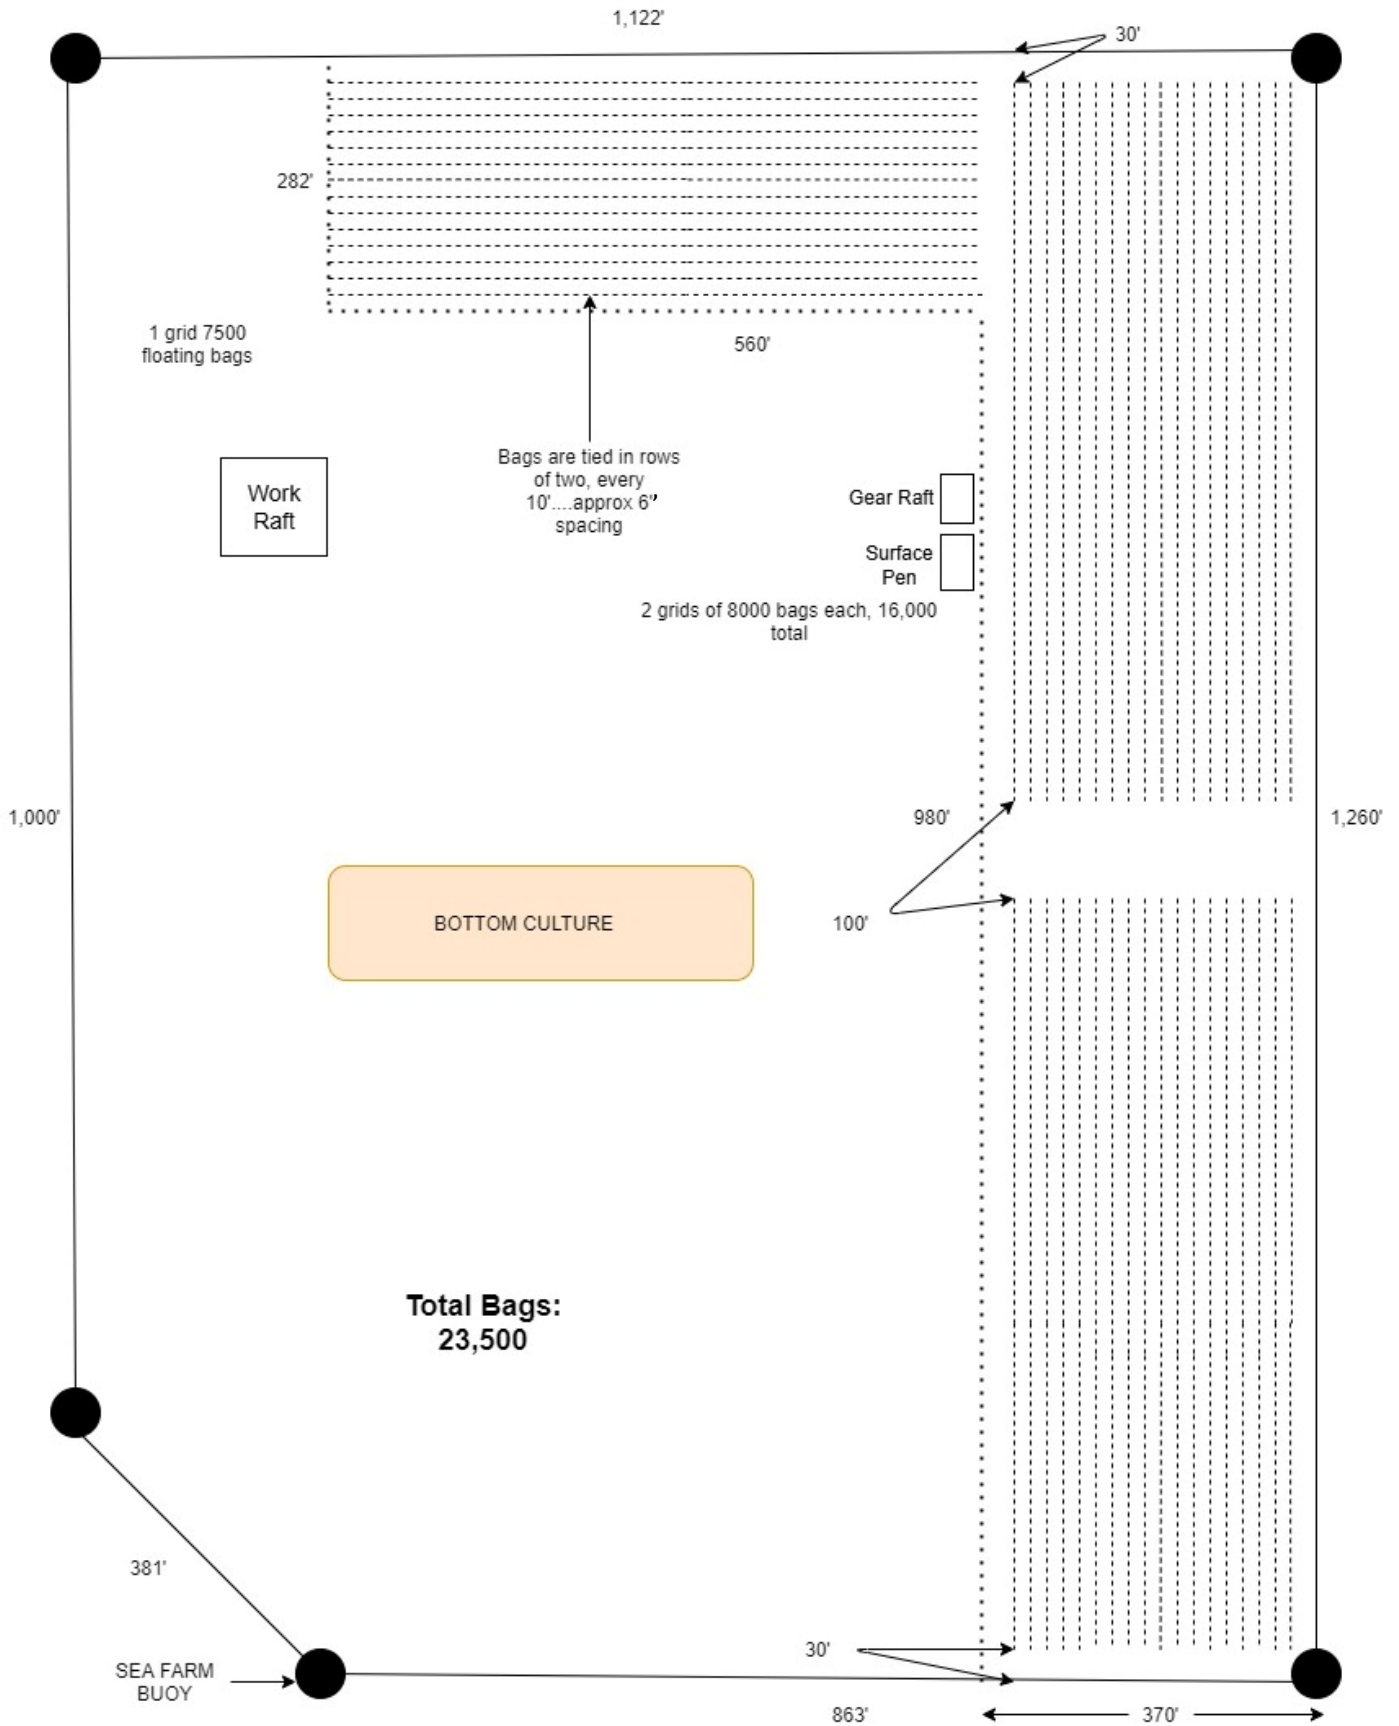 1,122'
30'
282'
1 grid 7500
floating bags
560'
Bags are tied in rows
of two, every
10'....approx 6"
spacing
Work
Raft
Gear Raft
Surface
Pen
2 grids of 8000 bags each, 16,000
total
1,000'
980'
1,260'
100'
BOTTOM CULTURE
Total Bags:
23,500
381'
30'
SEA FARM
BUOY
863'
370'